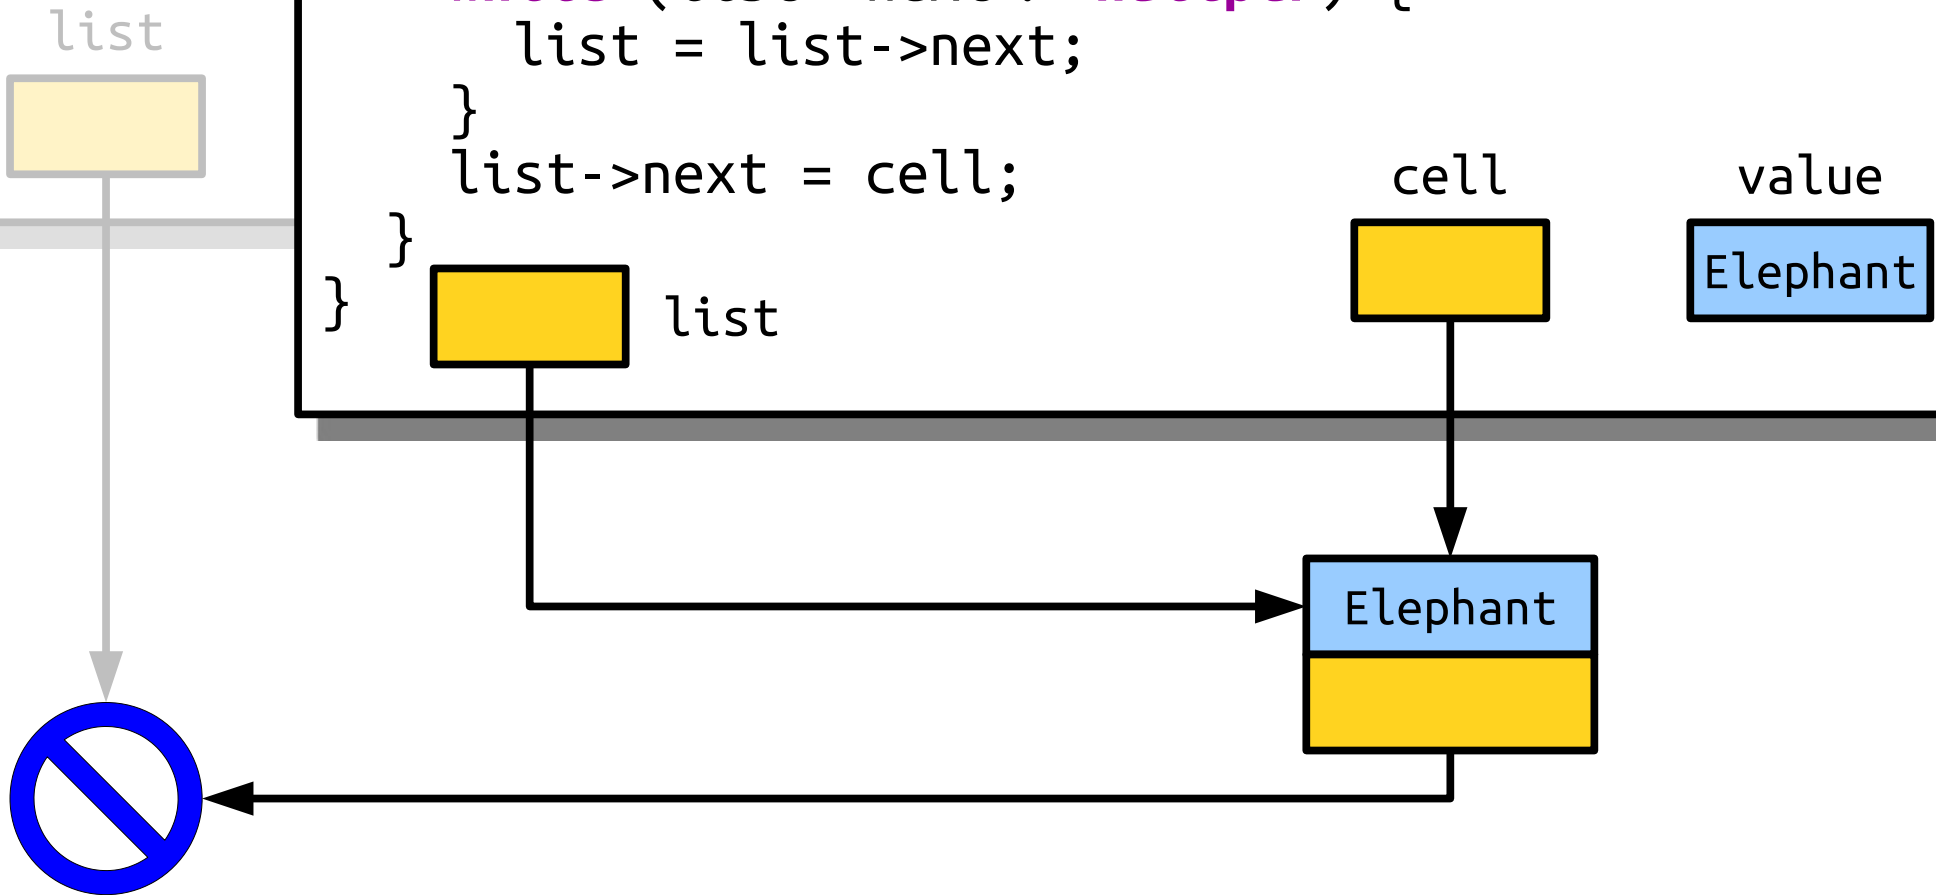 list
list = list->next;
}
list->next = cell;
cell
value
}
Elephant
}
list
Elephant